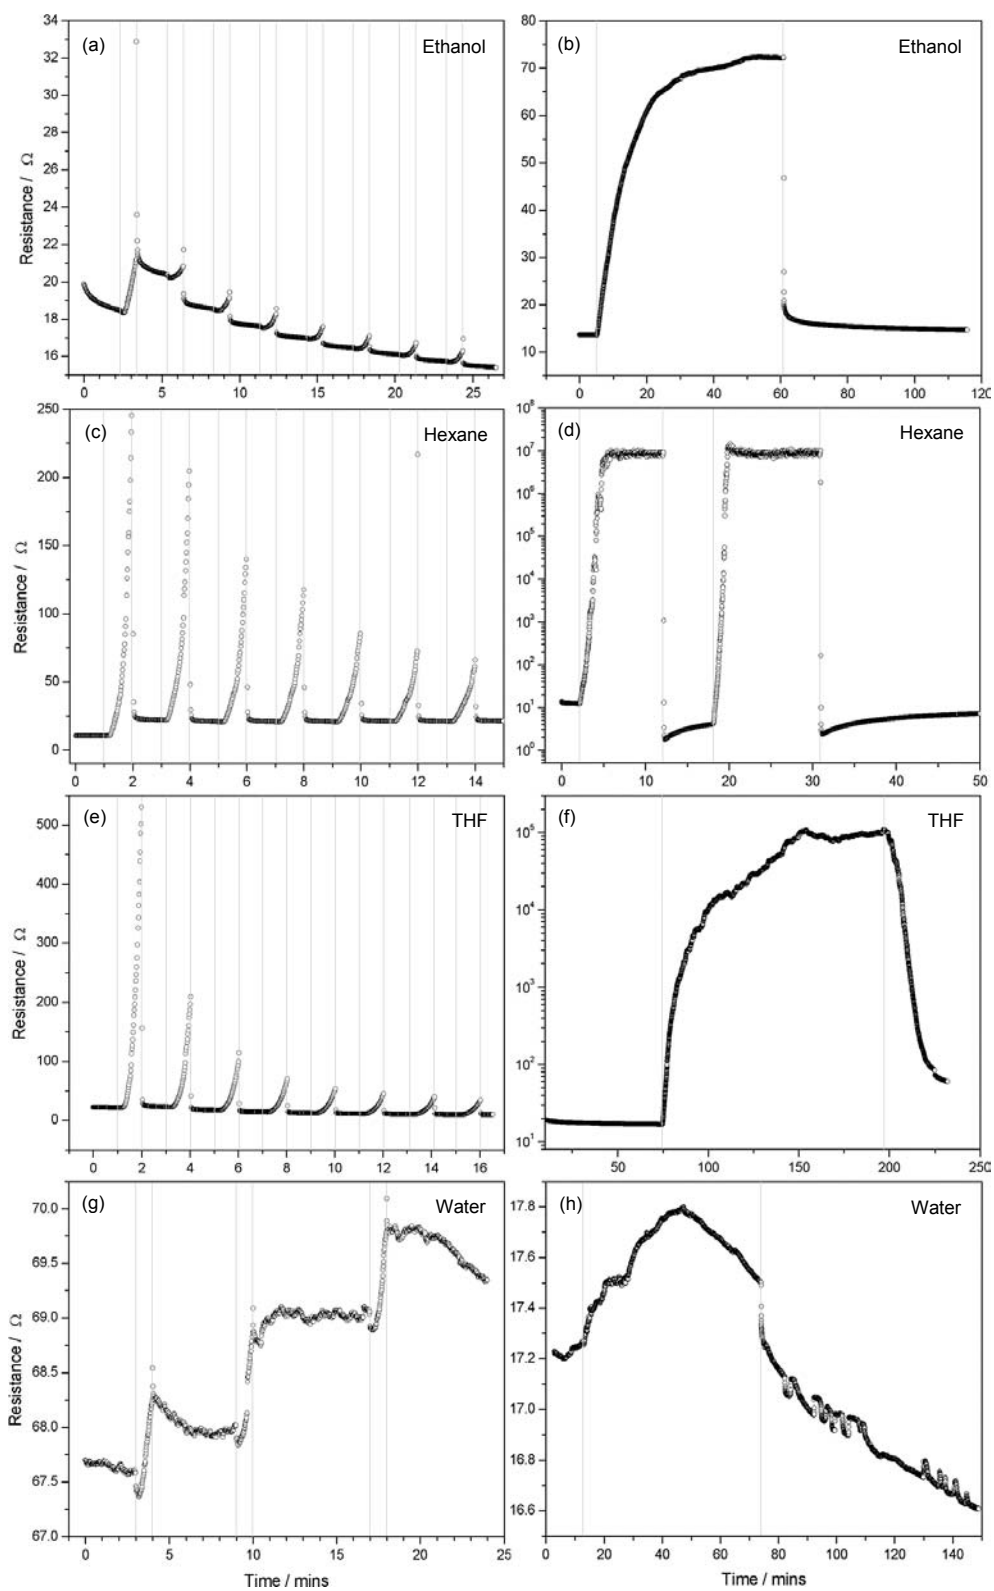 (a) Ethanol
34
32
30
28
26
24
22
20
18
16
0 5 10 15 20 25
Resistance / Ω
(b) Ethanol
80
70
60
50
40
30
20
10
0 20 40 60 80 100 120
(c) Hexane
250
200
150
100
50
0
0 2 4 6 8 10 12 14
Resistance / Ω
(d) Hexane
10⁸
10⁷
10⁶
10⁵
10⁴
10³
10²
10¹
10⁰
0 10 20 30 40 50
(e) THF
500
400
300
200
100
0
0 2 4 6 8 10 12 14 16
Resistance / Ω
(f) THF
10⁵
10⁴
10³
10²
10¹
50 100 150 200 250
(g) Water
70.0
69.5
69.0
68.5
68.0
67.5
67.0
0 5 10 15 20 25
Resistance / Ω
Time / mins
(h) Water
17.8
17.6
17.4
17.2
17.0
16.8
16.6
0 20 40 60 80 100 120 140
Time / mins